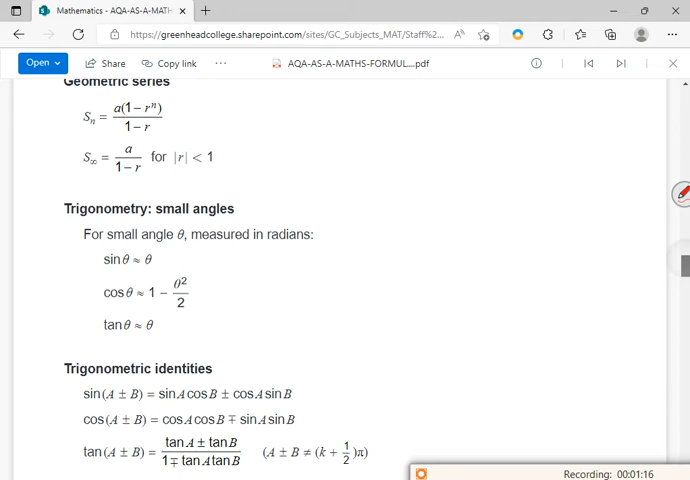 Mathematics - AQA-AS-A-MATH
https://greenheadcollege.sharepoint.com/sites/GC_Subjects_MAT/Staff%2...
Open
Share
Copy link
AQA-AS-A-MATHS-FORMUL....pdf
Geometric series
Sₙ = a(1 − rⁿ) / 1 − r
S∞ = a / 1 − r for |r| < 1
Trigonometry: small angles
For small angle θ, measured in radians:
sin θ ≈ θ
cos θ ≈ 1 − θ² / 2
tan θ ≈ θ
Trigonometric identities
sin (A ± B) = sin A cos B ± cos A sin B
cos (A ± B) = cos A cos B ∓ sin A sin B
tan (A ± B) = tan A ± tan B / 1 ∓ tan A tan B (A ± B ≠ (k + 1/2)π)
Recording: 00:01:16